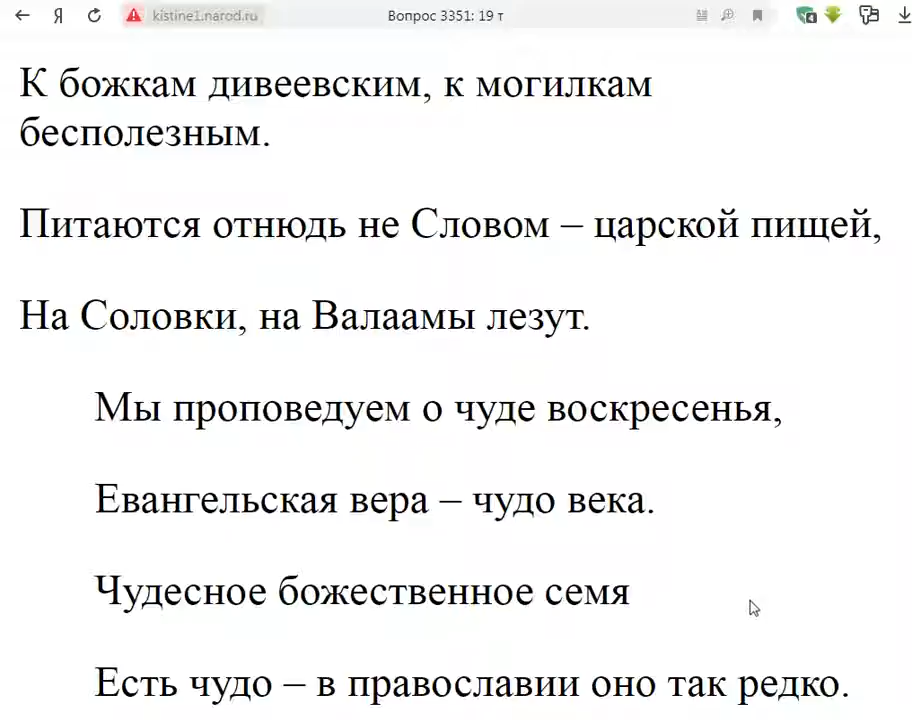 kistine1.narod.ru Вопрос 3351: 19 т
К божкам дивеевским, к могилкам
бесполезным.
Питаются отнюдь не Словом – царской пищей,
На Соловки, на Валаамы лезут.
Мы проповедуем о чуде воскресенья,
Евангельская вера – чудо века.
Чудесное божественное семя
Есть чудо – в православии оно так редко.